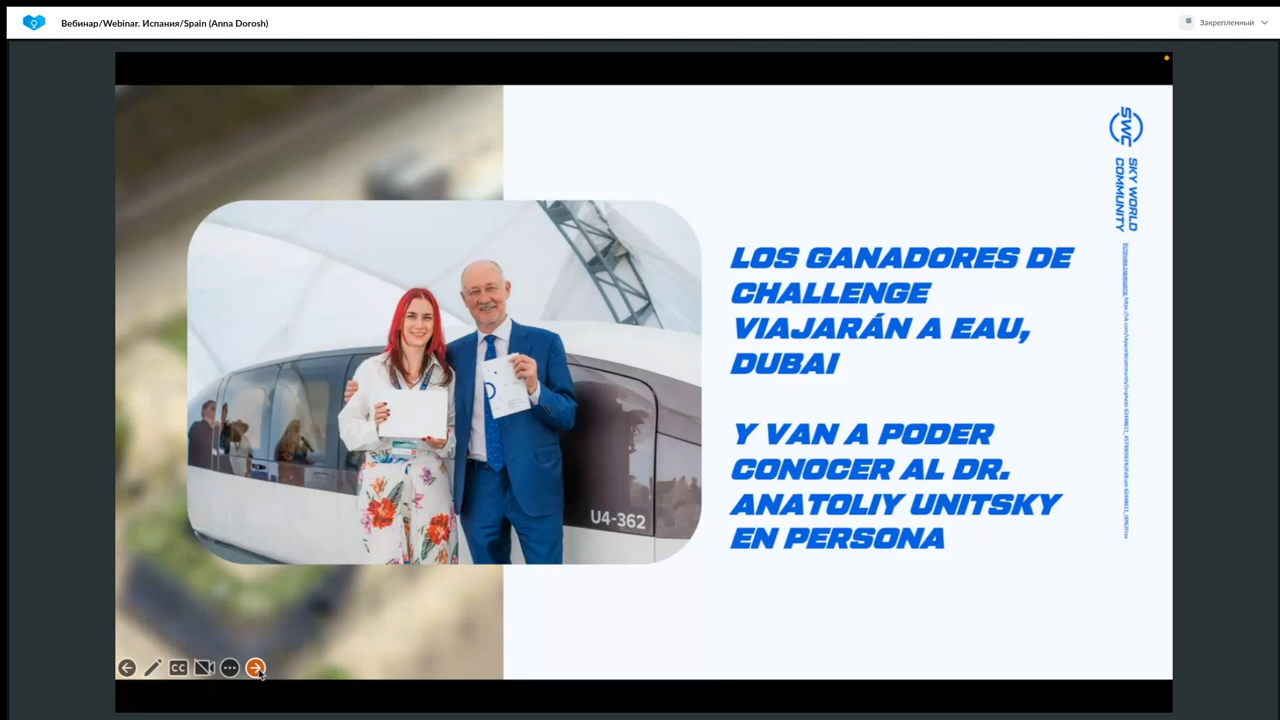 Вебинар/Webinar. Испания/Spain (Anna Dorosh)
Закрепленный
SWC
SKY WORLD
COMMUNITY
LOS GANADORES DE
CHALLENGE
VIAJARÁN A EAU,
DUBAI
Y VAN A PODER
CONOCER AL DR.
ANATOLIY UNITSKY
EN PERSONA
U4-362
CC